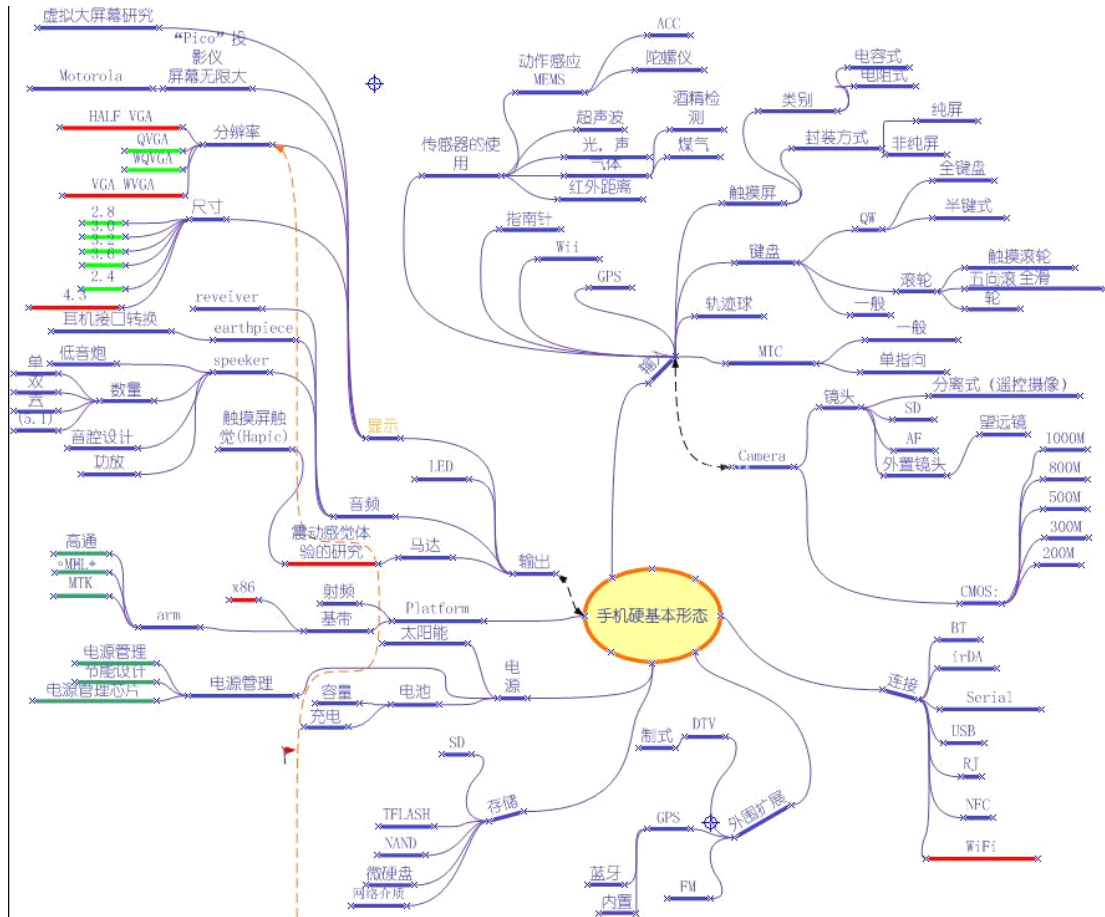 虚拟大屏幕研究
“Pico”投
影仪
屏幕无限大
Motorola
HALF VGA
QVGA
WQVGA
VGA WVGA
分辨率
2.8
3.0
3.2
3.6
2.4
4.3
尺寸
reveiver
耳机接口转换
earthpiece
低音炮
speeker
单
双
数量
(5.1)
音腔设计
功放
触摸屏触
觉(Hapic)
显示
LED
音频
震动感觉体
验的研究
马达
输出
高通
*MHL*
MTK
arm
x86
射频
基带
Platform
太阳能
电源管理
节能设计
电源管理芯片
电源管理
容量
充电
电池
电
源
SD
TFLASH
NAND
微硬盘
网络介质
存储
制式
DTV
GPS
蓝牙
内置
FM
外围扩展
手机硬基本形态
ACC
陀螺仪
动作感应
MEMS
超声波
光，声
气体
红外距离
酒精检
测
煤气
传感器的使
用
指南针
Wii
GPS
输入
电容式
电阻式
类别
纯屏
非纯屏
封装方式
触摸屏
全键盘
半键式
QW
键盘
触摸滚轮
五向滚 全滑
轮
滚轮
一般
轨迹球
MTC
一般
单指向
分离式（遥控摄像）
镜头
SD
AF
望远镜
外置镜头
Camera
1000M
800M
500M
300M
200M
CMOS:
BT
irDA
连接
Serial
USB
RJ
NFC
WiFi